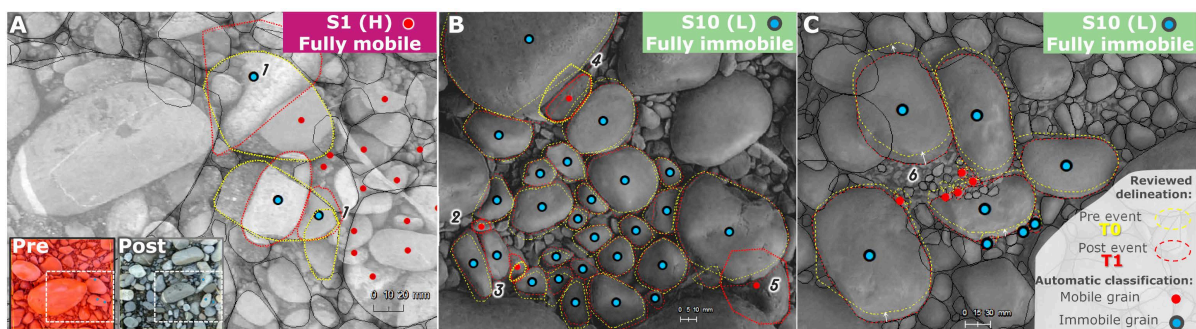 A
S1 (H)
Fully mobile
1
1
Pre
Post
0 10 20 mm
B
S10 (L)
Fully immobile
4
2
3
5
0 5 10 mm
C
S10 (L)
Fully immobile
6
0 15 30 mm
Reviewed
delineation:
Pre event
T0
Post event
T1
Automatic classification:
Mobile grain
Immobile grain